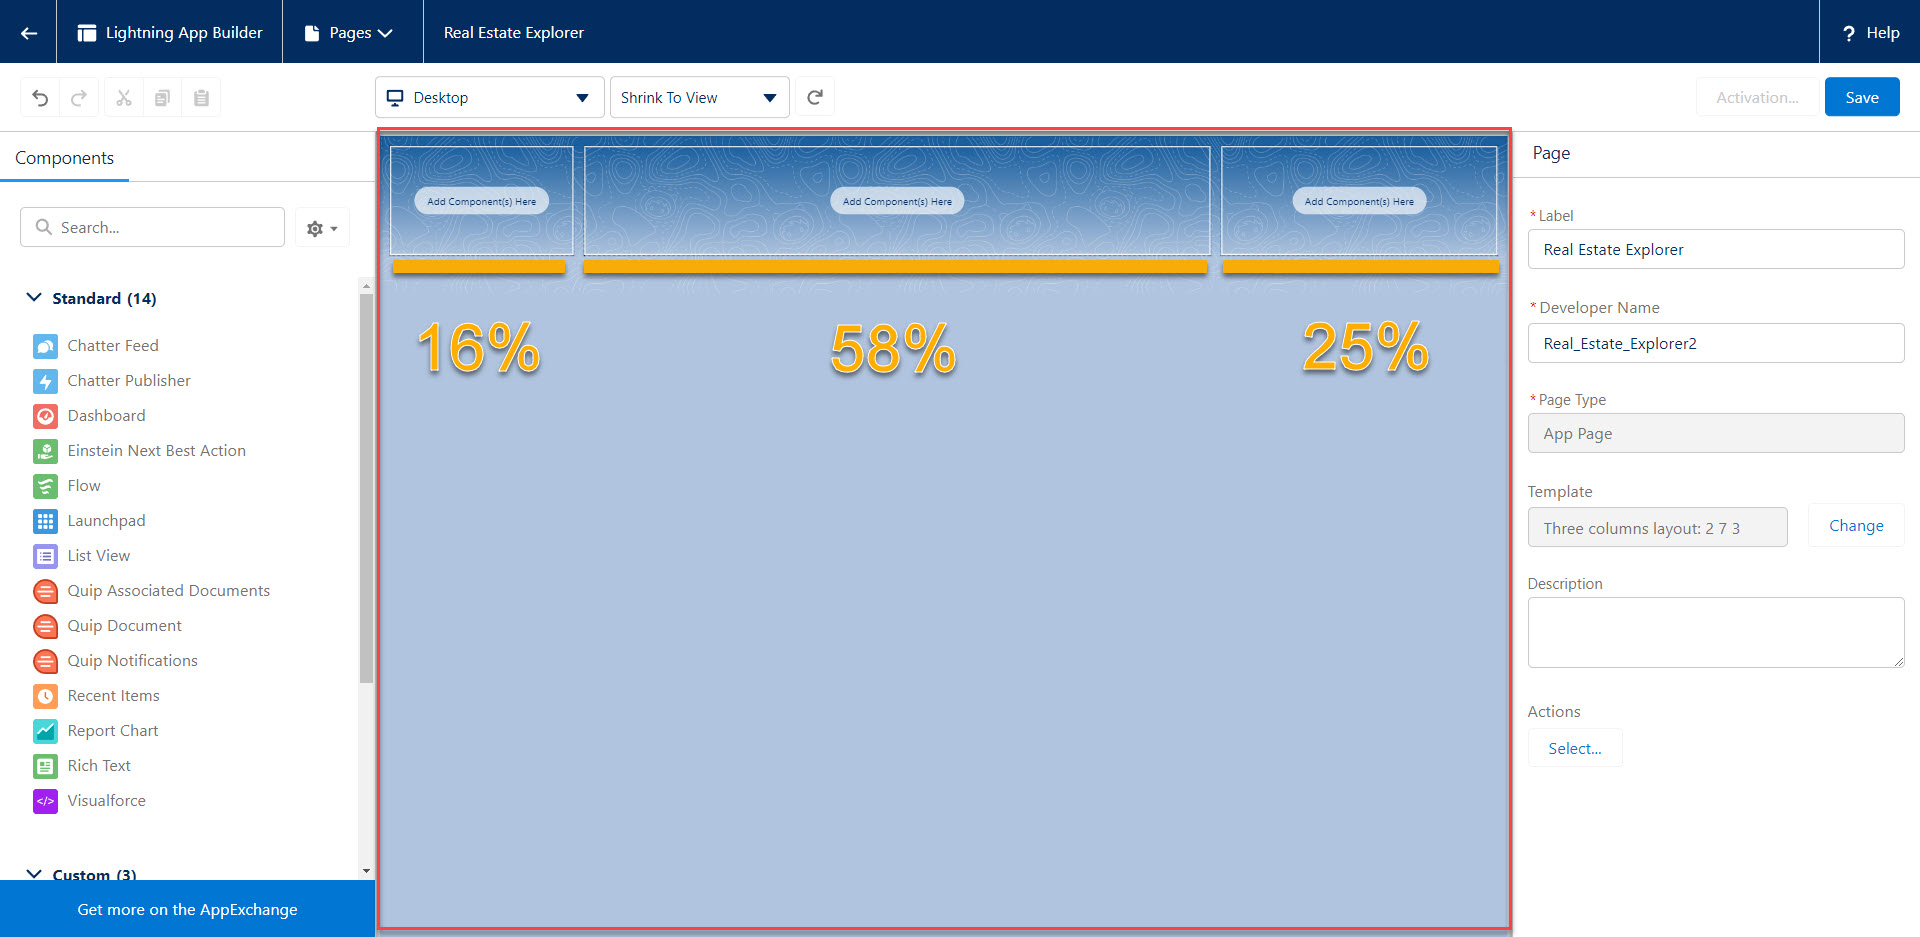 Lightning App Builder
Pages
Real Estate Explorer
? Help
Desktop
Shrink To View
Activation...
Save
Components
Search...
Standard (14)
Chatter Feed
Chatter Publisher
Dashboard
Einstein Next Best Action
Flow
Launchpad
List View
Quip Associated Documents
Quip Document
Quip Notifications
Recent Items
Report Chart
Rich Text
</> Visualforce
Custom (3)
Get more on the AppExchange
Add Component(s) Here
Add Component(s) Here
Add Component(s) Here
16%
58%
25%
Page
*Label
Real Estate Explorer
*Developer Name
Real_Estate_Explorer2
*Page Type
App Page
Template
Three columns layout: 2 7 3
Change
Description
Actions
Select...